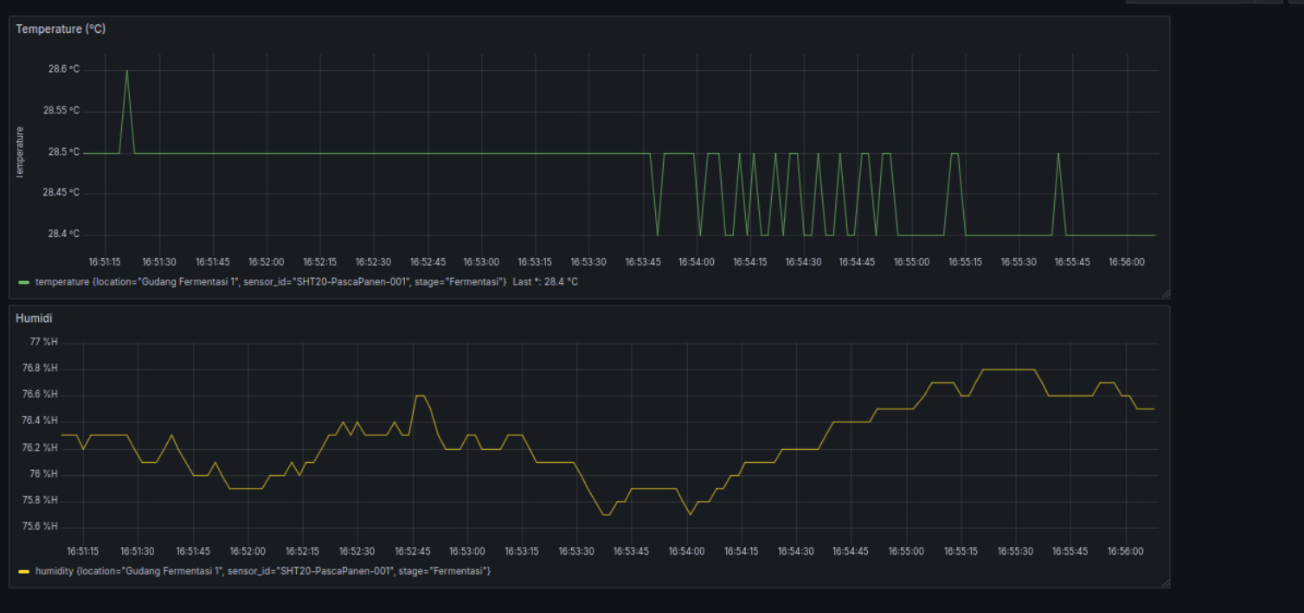 Temperature (°C)
28.6 °C
28.55 °C
28.5 °C
28.45 °C
28.4 °C
Temperature
16:51:15 16:51:30 16:51:45 16:52:00 16:52:15 16:52:30 16:52:45 16:53:00 16:53:15 16:53:30 16:53:45 16:54:00 16:54:15 16:54:30 16:54:45 16:55:00 16:55:15 16:55:30 16:55:45 16:56:00
temperature {location="Gudang Fermentasi 1", sensor_id="SHT20-PascaPanen-001", stage="Fermentasi"} Last *: 28.4 °C
Humidi
77 %H
76.8 %H
76.6 %H
76.4 %H
76.2 %H
76 %H
75.8 %H
75.6 %H
16:51:15 16:51:30 16:51:45 16:52:00 16:52:15 16:52:30 16:52:45 16:53:00 16:53:15 16:53:30 16:53:45 16:54:00 16:54:15 16:54:30 16:54:45 16:55:00 16:55:15 16:55:30 16:55:45 16:56:00
humidity {location="Gudang Fermentasi 1", sensor_id="SHT20-PascaPanen-001", stage="Fermentasi"}